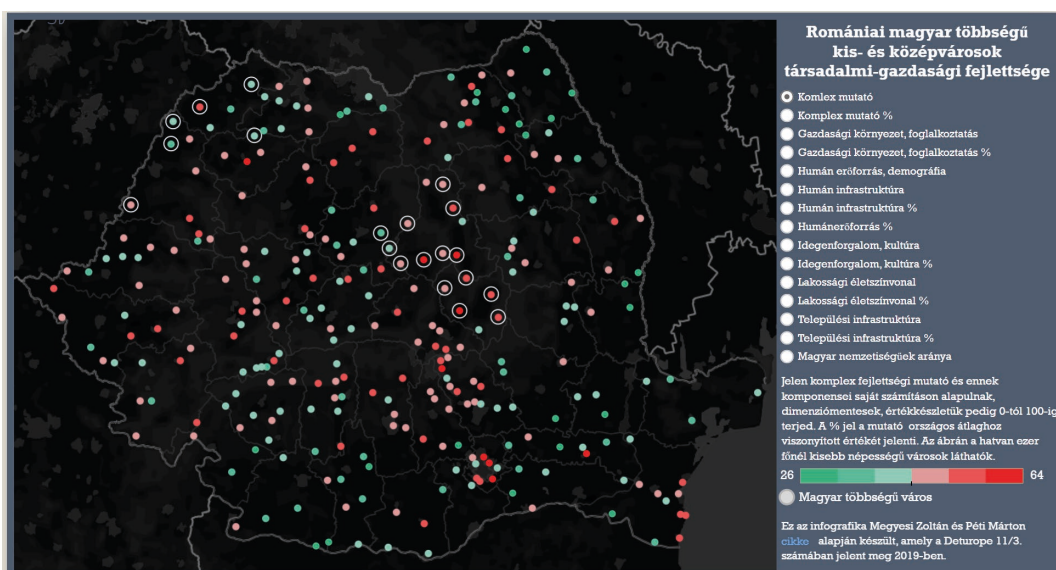 Romániai magyar többségű
kis- és középvárosok
társadalmi-gazdasági fejlettsége
Komlex mutató
Komplex mutató %
Gazdasági környezet, foglalkoztatás
Gazdasági környezet, foglalkoztatás %
Humán erőforrás, demográfia
Humán infrastruktúra
Humán infrastruktúra %
Humánerőforrás %
Idegenforgalom, kultúra
Idegenforgalom, kultúra %
Lakossági életszínvonal
Lakossági életszínvonal %
Települési infrastruktúra
Települési infrastruktúra %
Magyar nemzetiségűek aránya
Jelen komplex fejlettségi mutató és ennek
komponensei saját számításon alapulnak,
dimenziómentesek, értékkészletük pedig 0-tól 100-ig
terjed. A % jel a mutató országos átlaghoz
viszonyított értékét jelenti. Az ábrán a hatvan ezer
főnél kisebb népességű városok láthatók.
26 64
Magyar többségű város
Ez az infografika Megyesi Zoltán és Péti Márton
cikke alapján készült, amely a Deturope 11/3.
számában jelent meg 2019-ben.